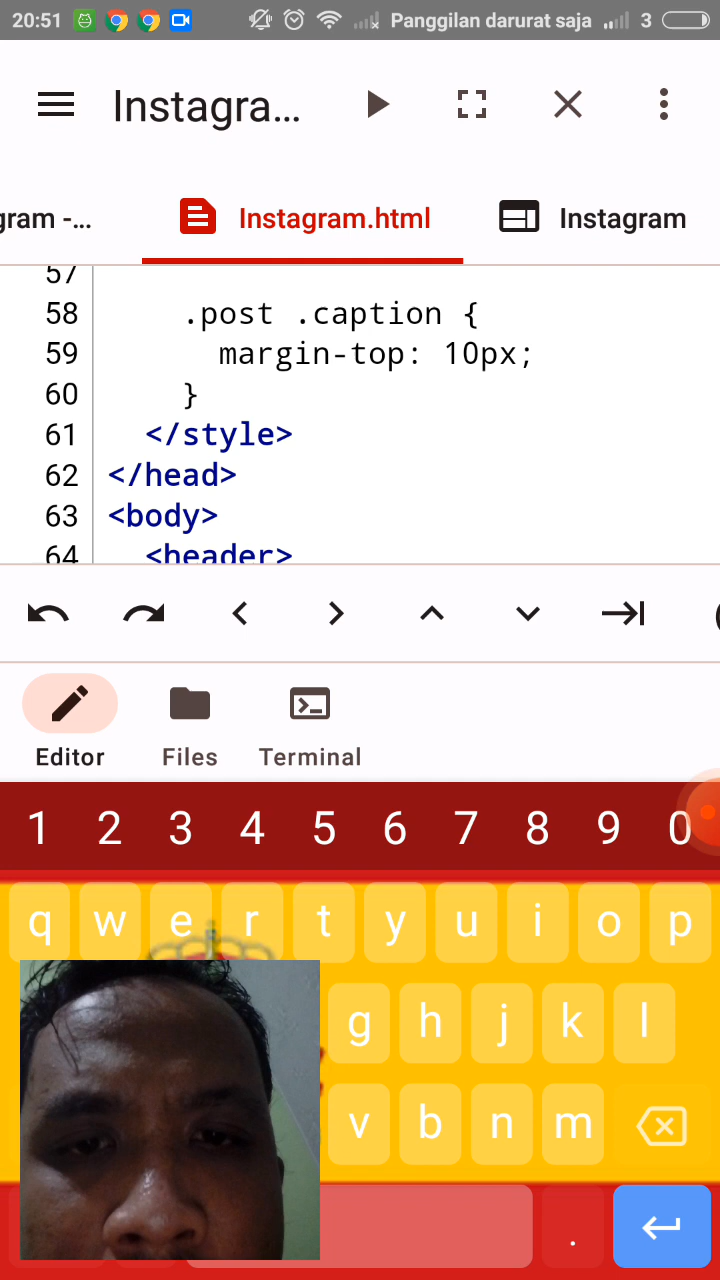 20:51 Panggilan darurat saja 3
Instagra...
gram -... Instagram.html Instagram
57
58 .post .caption {
59 margin-top: 10px;
60 }
61 </style>
62 </head>
63 <body>
64 <header>
Editor Files Terminal
1 2 3 4 5 6 7 8 9 0
q w e r t y u i o p
g h j k l
v b n m
.